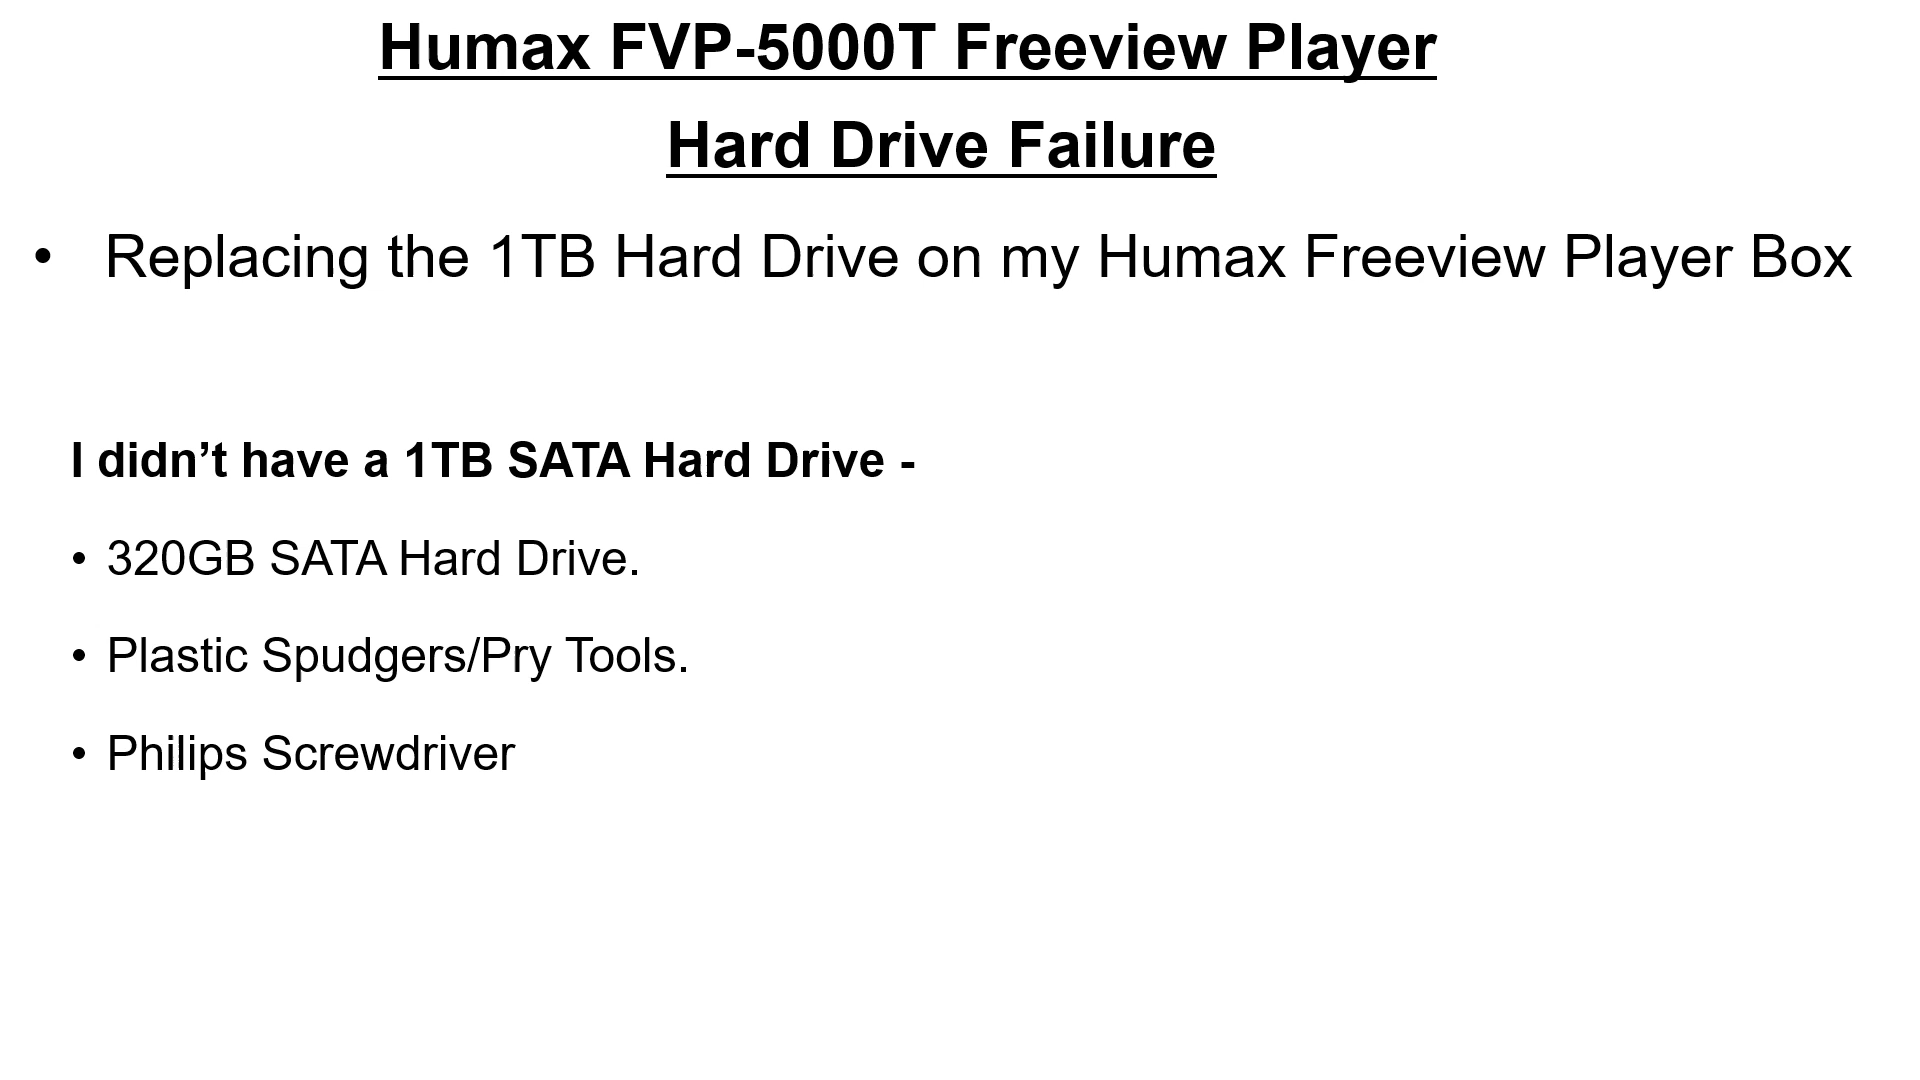 Humax FVP-5000T Freeview Player
Hard Drive Failure
• Replacing the 1TB Hard Drive on my Humax Freeview Player Box
I didn’t have a 1TB SATA Hard Drive -
• 320GB SATA Hard Drive.
• Plastic Spudgers/Pry Tools.
• Philips Screwdriver